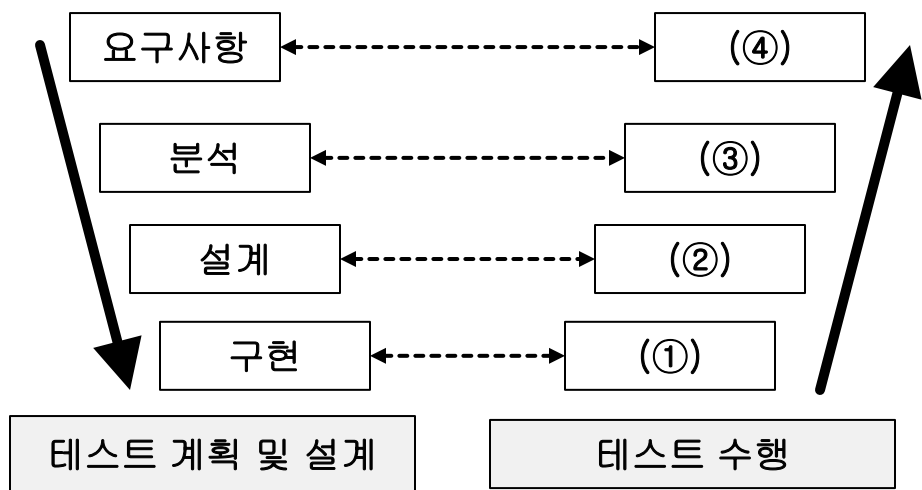 요구사항
(④)
분석
(③)
설계
(②)
구현
(①)
테스트 계획 및 설계
테스트 수행